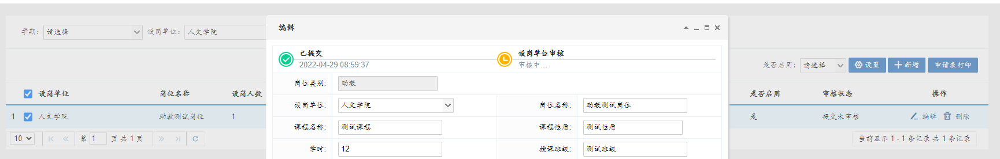 编辑
学期: 请选择 设岗单位: 人文学院
已提交 设岗单位审核
2022-04-29 08:59:37 审核中...
是否启用: 请选择 设置 新增 申请表打印
岗位类别: 助教
设岗单位 岗位名称 设岗人数 是否启用 审核状态 操作
设岗单位: 人文学院 岗位名称: 助教测试岗位
1 人文学院 助教测试岗位 1 是 提交未审核 编辑 删除
课程名称: 测试课程 课程性质: 测试性质
10 第 1 页 共 1 页 当前显示 1 - 1 条记录 共 1 条记录
学时: 12 授课班级: 测试班级